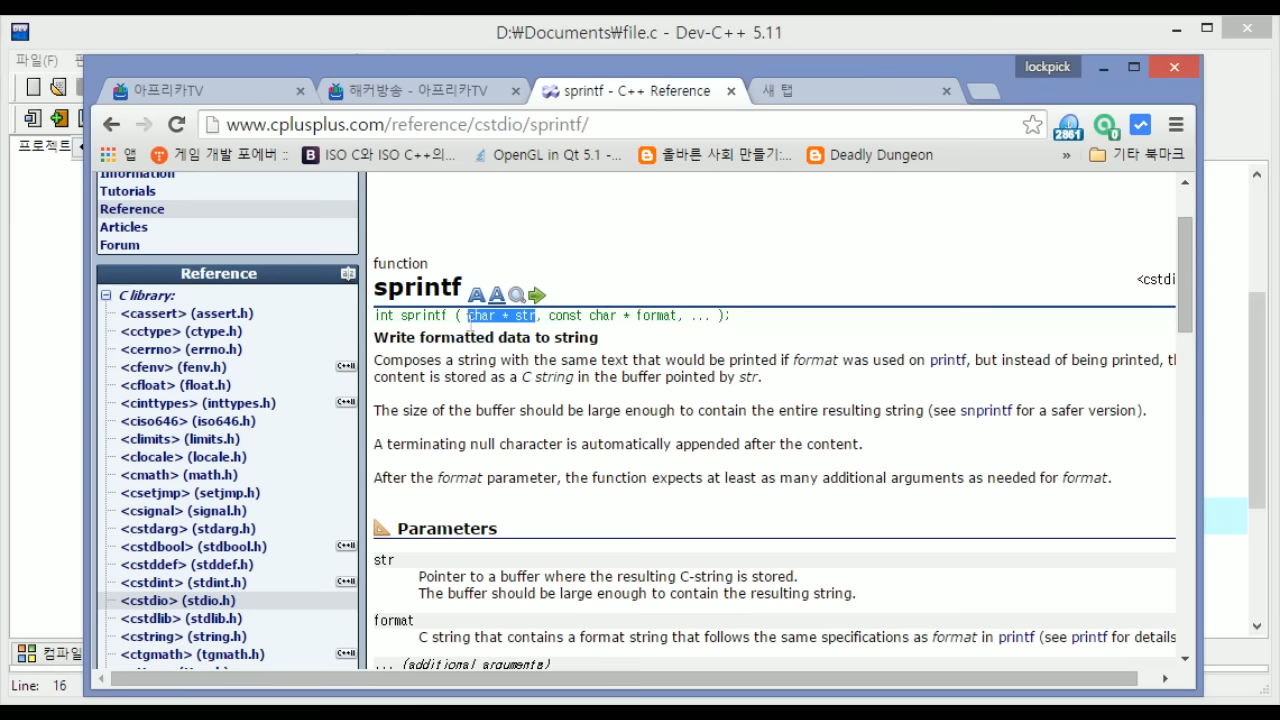 D:₩Documents₩file.c - Dev-C++ 5.11
파일(F)
lockpick
아프리카TV
해커방송 - 아프리카TV
sprintf - C++ Reference
새 탭
www.cplusplus.com/reference/cstdio/sprintf/
2861
0
앱
게임 개발 포에버 ::
ISO C와 ISO C++의...
OpenGL in Qt 5.1 -...
올바른 사회 만들기:...
Deadly Dungeon
»
기타 북마크
프로젝트
Information
Tutorials
Reference
Articles
Forum
Reference
C library:
<cassert> (assert.h)
<cctype> (ctype.h)
<cerrno> (errno.h)
<cfenv> (fenv.h)
<cfloat> (float.h)
<cinttypes> (inttypes.h)
<ciso646> (iso646.h)
<climits> (limits.h)
<clocale> (locale.h)
<cmath> (math.h)
<csetjmp> (setjmp.h)
<csignal> (signal.h)
<cstdarg> (stdarg.h)
<cstdbool> (stdbool.h)
<cstddef> (stddef.h)
<cstdint> (stdint.h)
<cstdio> (stdio.h)
<cstdlib> (stdlib.h)
<cstring> (string.h)
<ctgmath> (tgmath.h)
function
sprintf
<cstdi
int sprintf ( char * str, const char * format, ... );
Write formatted data to string
Composes a string with the same text that would be printed if format was used on printf, but instead of being printed, th
content is stored as a C string in the buffer pointed by str.
The size of the buffer should be large enough to contain the entire resulting string (see snprintf for a safer version).
A terminating null character is automatically appended after the content.
After the format parameter, the function expects at least as many additional arguments as needed for format.
Parameters
str
Pointer to a buffer where the resulting C-string is stored.
The buffer should be large enough to contain the resulting string.
format
C string that contains a format string that follows the same specifications as format in printf (see printf for details
... (additional arguments)
컴파일
Line: 16